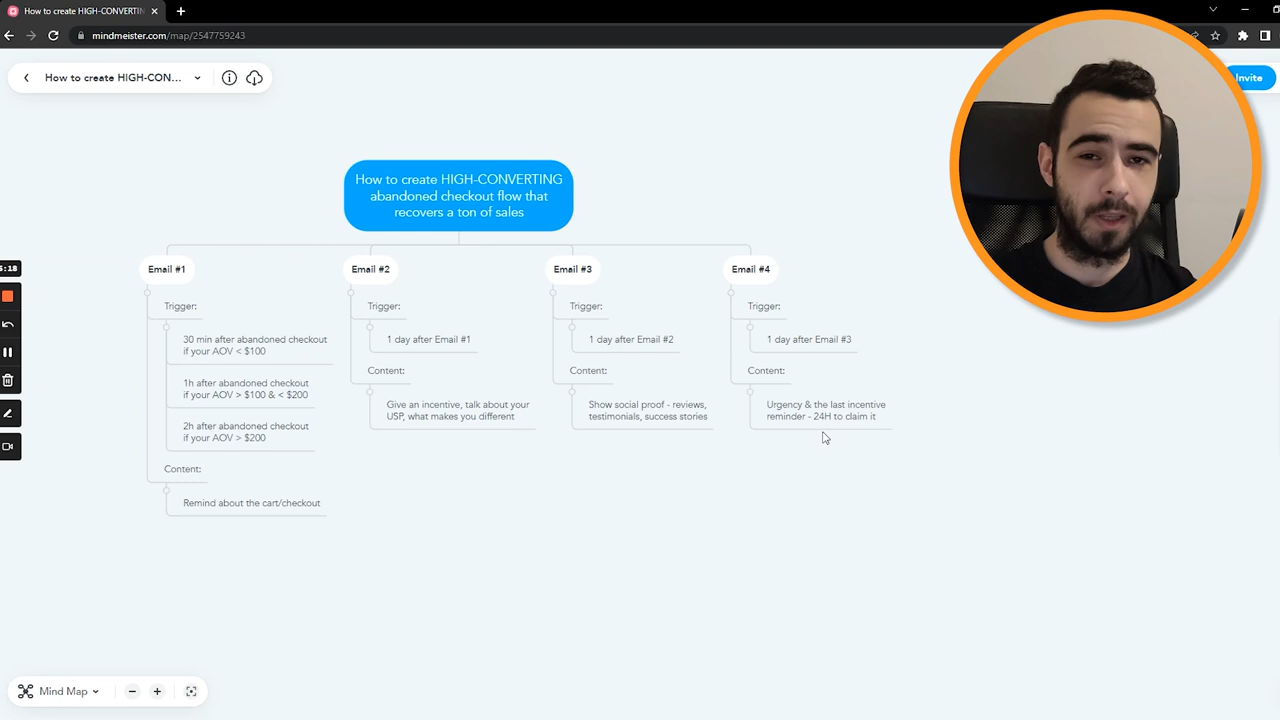 How to create HIGH-CONVERTIN
mindmeister.com/map/2547759243
How to create HIGH-CON...
Invite
How to create HIGH-CONVERTING
abandoned checkout flow that
recovers a ton of sales
5:18
Email #1
Trigger:
30 min after abandoned checkout
if your AOV < $100
1h after abandoned checkout
if your AOV > $100 & < $200
2h after abandoned checkout
if your AOV > $200
Content:
Remind about the cart/checkout
Email #2
Trigger:
1 day after Email #1
Content:
Give an incentive, talk about your
USP, what makes you different
Email #3
Trigger:
1 day after Email #2
Content:
Show social proof - reviews,
testimonials, success stories
Email #4
Trigger:
1 day after Email #3
Content:
Urgency & the last incentive
reminder - 24H to claim it
Mind Map